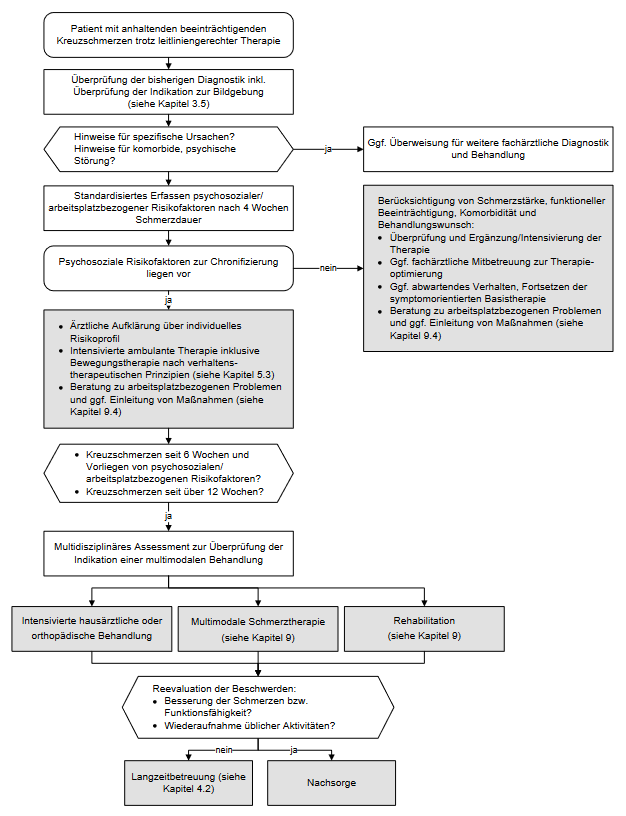 Patient mit anhaltenden beeinträchtigenden
Kreuzschmerzen trotz leitliniengerechter Therapie
Überprüfung der bisherigen Diagnostik inkl.
Überprüfung der Indikation zur Bildgebung
(siehe Kapitel 3.5)
Hinweise für spezifische Ursachen?
Hinweise für komorbide, psychische
Störung?
ja
Ggf. Überweisung für weitere fachärztliche Diagnostik
und Behandlung
Standardisiertes Erfassen psychosozialer/
arbeitsplatzbezogener Risikofaktoren nach 4 Wochen
Schmerzdauer
Psychosoziale Risikofaktoren zur Chronifizierung
liegen vor
nein
Berücksichtigung von Schmerzstärke, funktioneller
Beeinträchtigung, Komorbidität und
Behandlungswunsch:
• Überprüfung und Ergänzung/Intensivierung der
Therapie
• Ggf. fachärztliche Mitbetreuung zur Therapie-
optimierung
• Ggf. abwartendes Verhalten, Fortsetzen der
symptomorientierten Basistherapie
• Beratung zu arbeitsplatzbezogenen Problemen
und ggf. Einleitung von Maßnahmen (siehe
Kapitel 9.4)
ja
• Ärztliche Aufklärung über individuelles
Risikoprofil
• Intensivierte ambulante Therapie inklusive
Bewegungstherapie nach verhaltens-
therapeutischen Prinzipien (siehe Kapitel 5.3)
• Beratung zu arbeitsplatzbezogenen Problemen
und ggf. Einleitung von Maßnahmen (siehe
Kapitel 9.4)
• Kreuzschmerzen seit 6 Wochen und
Vorliegen von psychosozialen/
arbeitsplatzbezogenen Risikofaktoren?
• Kreuzschmerzen seit über 12 Wochen?
ja
Multidisziplinäres Assessment zur Überprüfung der
Indikation einer multimodalen Behandlung
Intensivierte hausärztliche oder
orthopädische Behandlung
Multimodale Schmerztherapie
(siehe Kapitel 9)
Rehabilitation
(siehe Kapitel 9)
Reevaluation der Beschwerden:
• Besserung der Schmerzen bzw.
Funktionsfähigkeit?
• Wiederaufnahme üblicher Aktivitäten?
nein
ja
Langzeitbetreuung (siehe
Kapitel 4.2)
Nachsorge